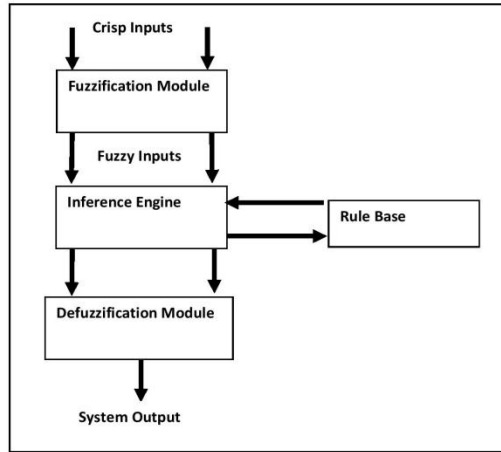 Crisp Inputs
Fuzzification Module
Fuzzy Inputs
Inference Engine
Rule Base
Defuzzification Module
System Output